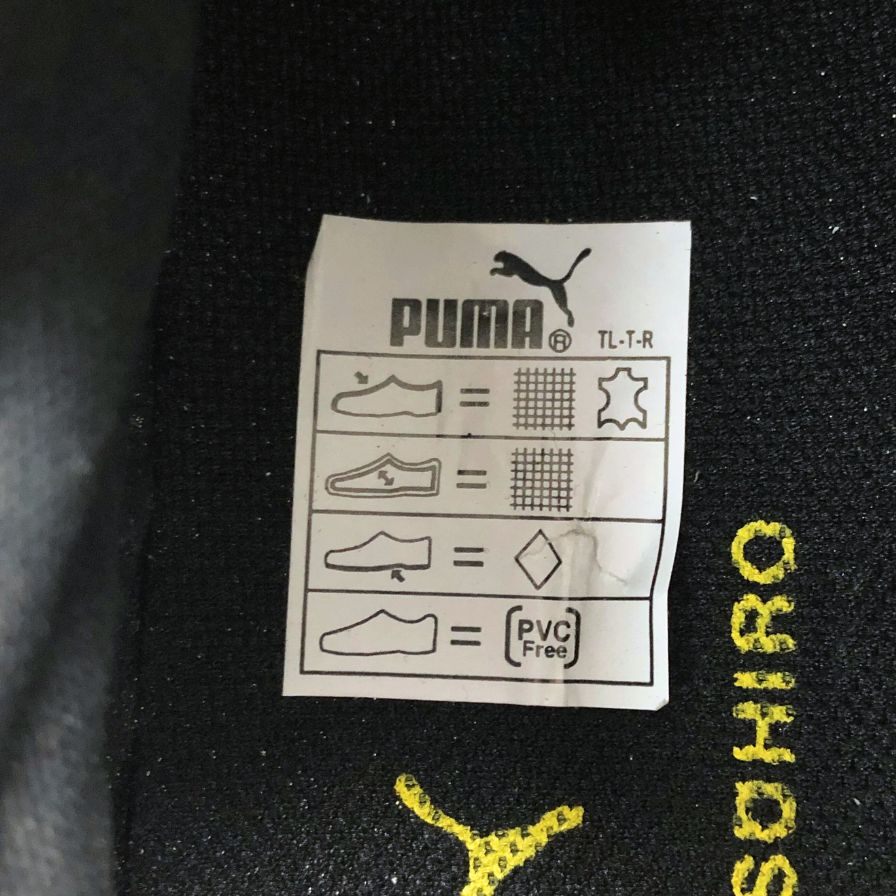 PUMA® TL-T-R
=
=
=
= [PVC
Free]
SOHIRO